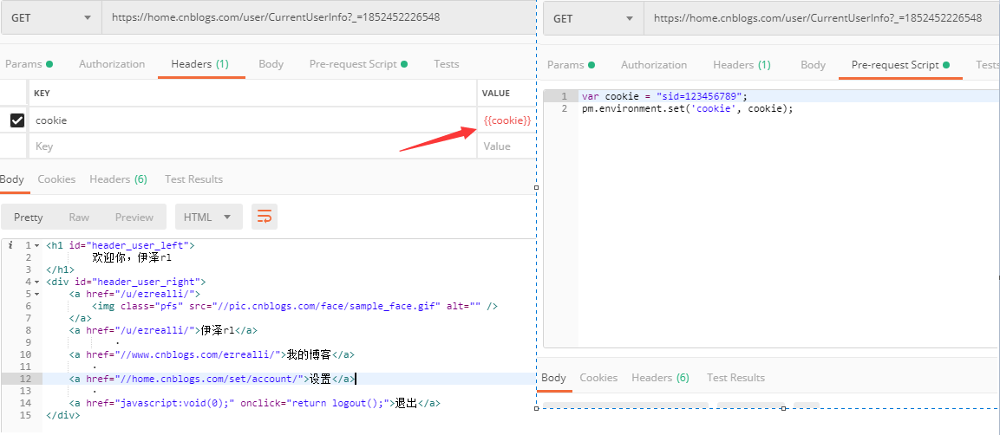 GET
https://home.cnblogs.com/user/CurrentUserInfo?_=1852452226548
Params
Authorization
Headers (1)
Body
Pre-request Script
Tests
KEY
VALUE
cookie
{{cookie}}
Key
Value
Body
Cookies
Headers (6)
Test Results
Pretty
Raw
Preview
HTML
i 1 <h1 id="header_user_left">
2 欢迎你，伊泽rl
3 </h1>
4 <div id="header_user_right">
5 <a href="/u/ezrealli/">
6 <img class="pfs" src="//pic.cnblogs.com/face/sample_face.gif" alt="" />
7 </a>
8 <a href="/u/ezrealli/">伊泽rl</a>
9 ·
10 <a href="//www.cnblogs.com/ezrealli/">我的博客</a>
11 ·
12 <a href="//home.cnblogs.com/set/account/">设置</a>
13 ·
14 <a href="javascript:void(0);" onclick="return logout();">退出</a>
15 </div>
GET
https://home.cnblogs.com/user/CurrentUserInfo?_=1852452226548
Params
Authorization
Headers (1)
Body
Pre-request Script
Tests
1 var cookie = "sid=123456789";
2 pm.environment.set('cookie', cookie);
Body
Cookies
Headers (6)
Test Results